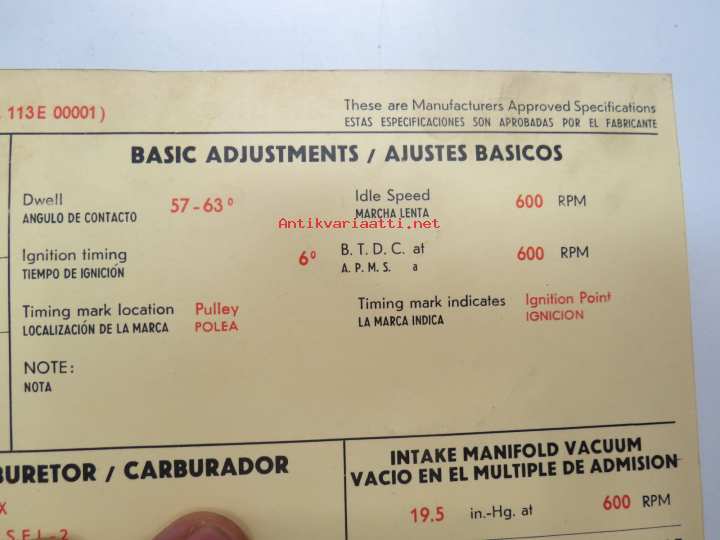 113E 00001)
These are Manufacturers Approved Specifications
ESTAS ESPECIFICACIONES SON APROBADAS POR EL FABRICANTE
BASIC ADJUSTMENTS / AJUSTES BASICOS
Dwell 57-63°
ANGULO DE CONTACTO
Idle Speed 600 RPM
MARCHA LENTA
Antikvariaatti.net
Ignition timing 6° B.T.D.C. at 600 RPM
TIEMPO DE IGNICIÓN A.P.M.S. a
Timing mark location Pulley
LOCALIZACIÓN DE LA MARCA POLEA
Timing mark indicates Ignition Point
LA MARCA INDICA IGNICION
NOTE:
NOTA
BURETOR / CARBURADOR
X
INTAKE MANIFOLD VACUUM
VACIO EN EL MULTIPLE DE ADMISION
19.5 in.-Hg. at 600 RPM